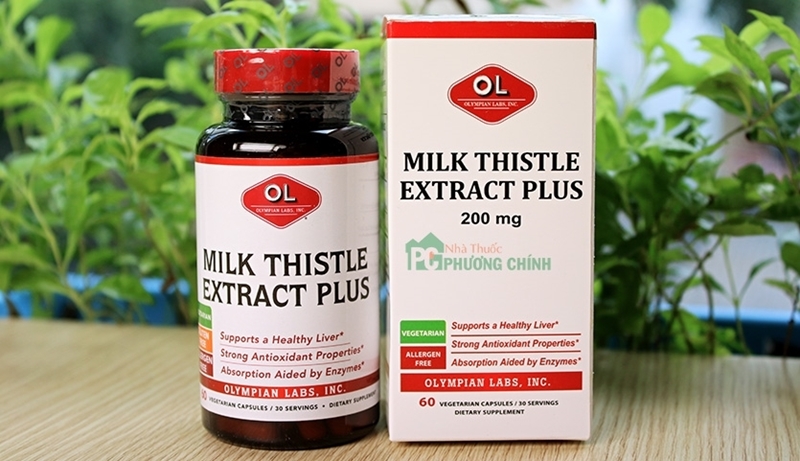 OL
OL
OLYMPIAN LABS, INC.
MILK THISTLE
EXTRACT PLUS
Supports a Healthy Liver*
Strong Antioxidant Properties*
Absorption Aided by Enzymes*
OLYMPIAN LABS, INC.
60 VEGETARIAN CAPSULES / 30 SERVINGS • DIETARY SUPPLEMENT
OL
OLYMPIAN LABS, INC.
MILK THISTLE
EXTRACT PLUS
200 mg
Nhà Thuốc
PC PHƯƠNG CHÍNH
VEGETARIAN
Supports a Healthy Liver*
Strong Antioxidant Properties*
ALLERGEN
FREE
Absorption Aided by Enzymes*
OLYMPIAN LABS, INC.
60 VEGETARIAN CAPSULES / 30 SERVINGS
DIETARY SUPPLEMENT